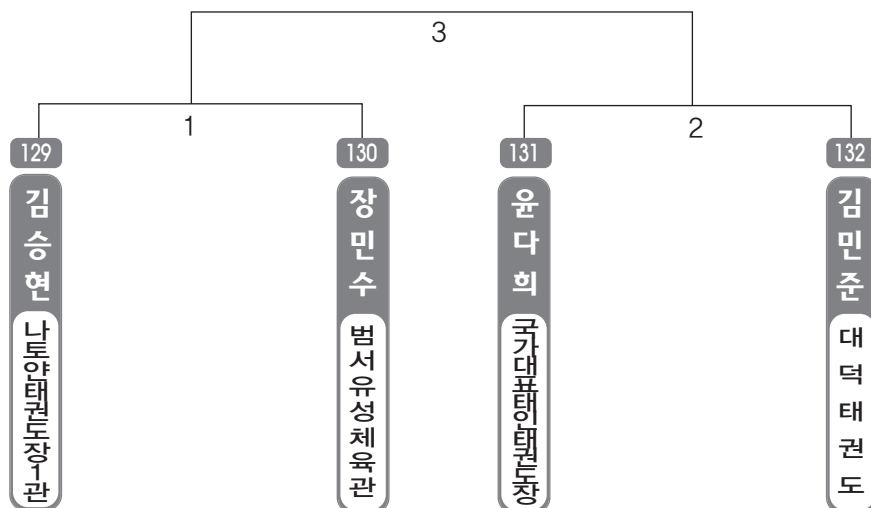 3
1
2
129
130
131
132
김승현
장민수
윤다희
김민준
나토얀태권도장1관
범서유성체육관
국가대표태인태권도장
대덕태권도